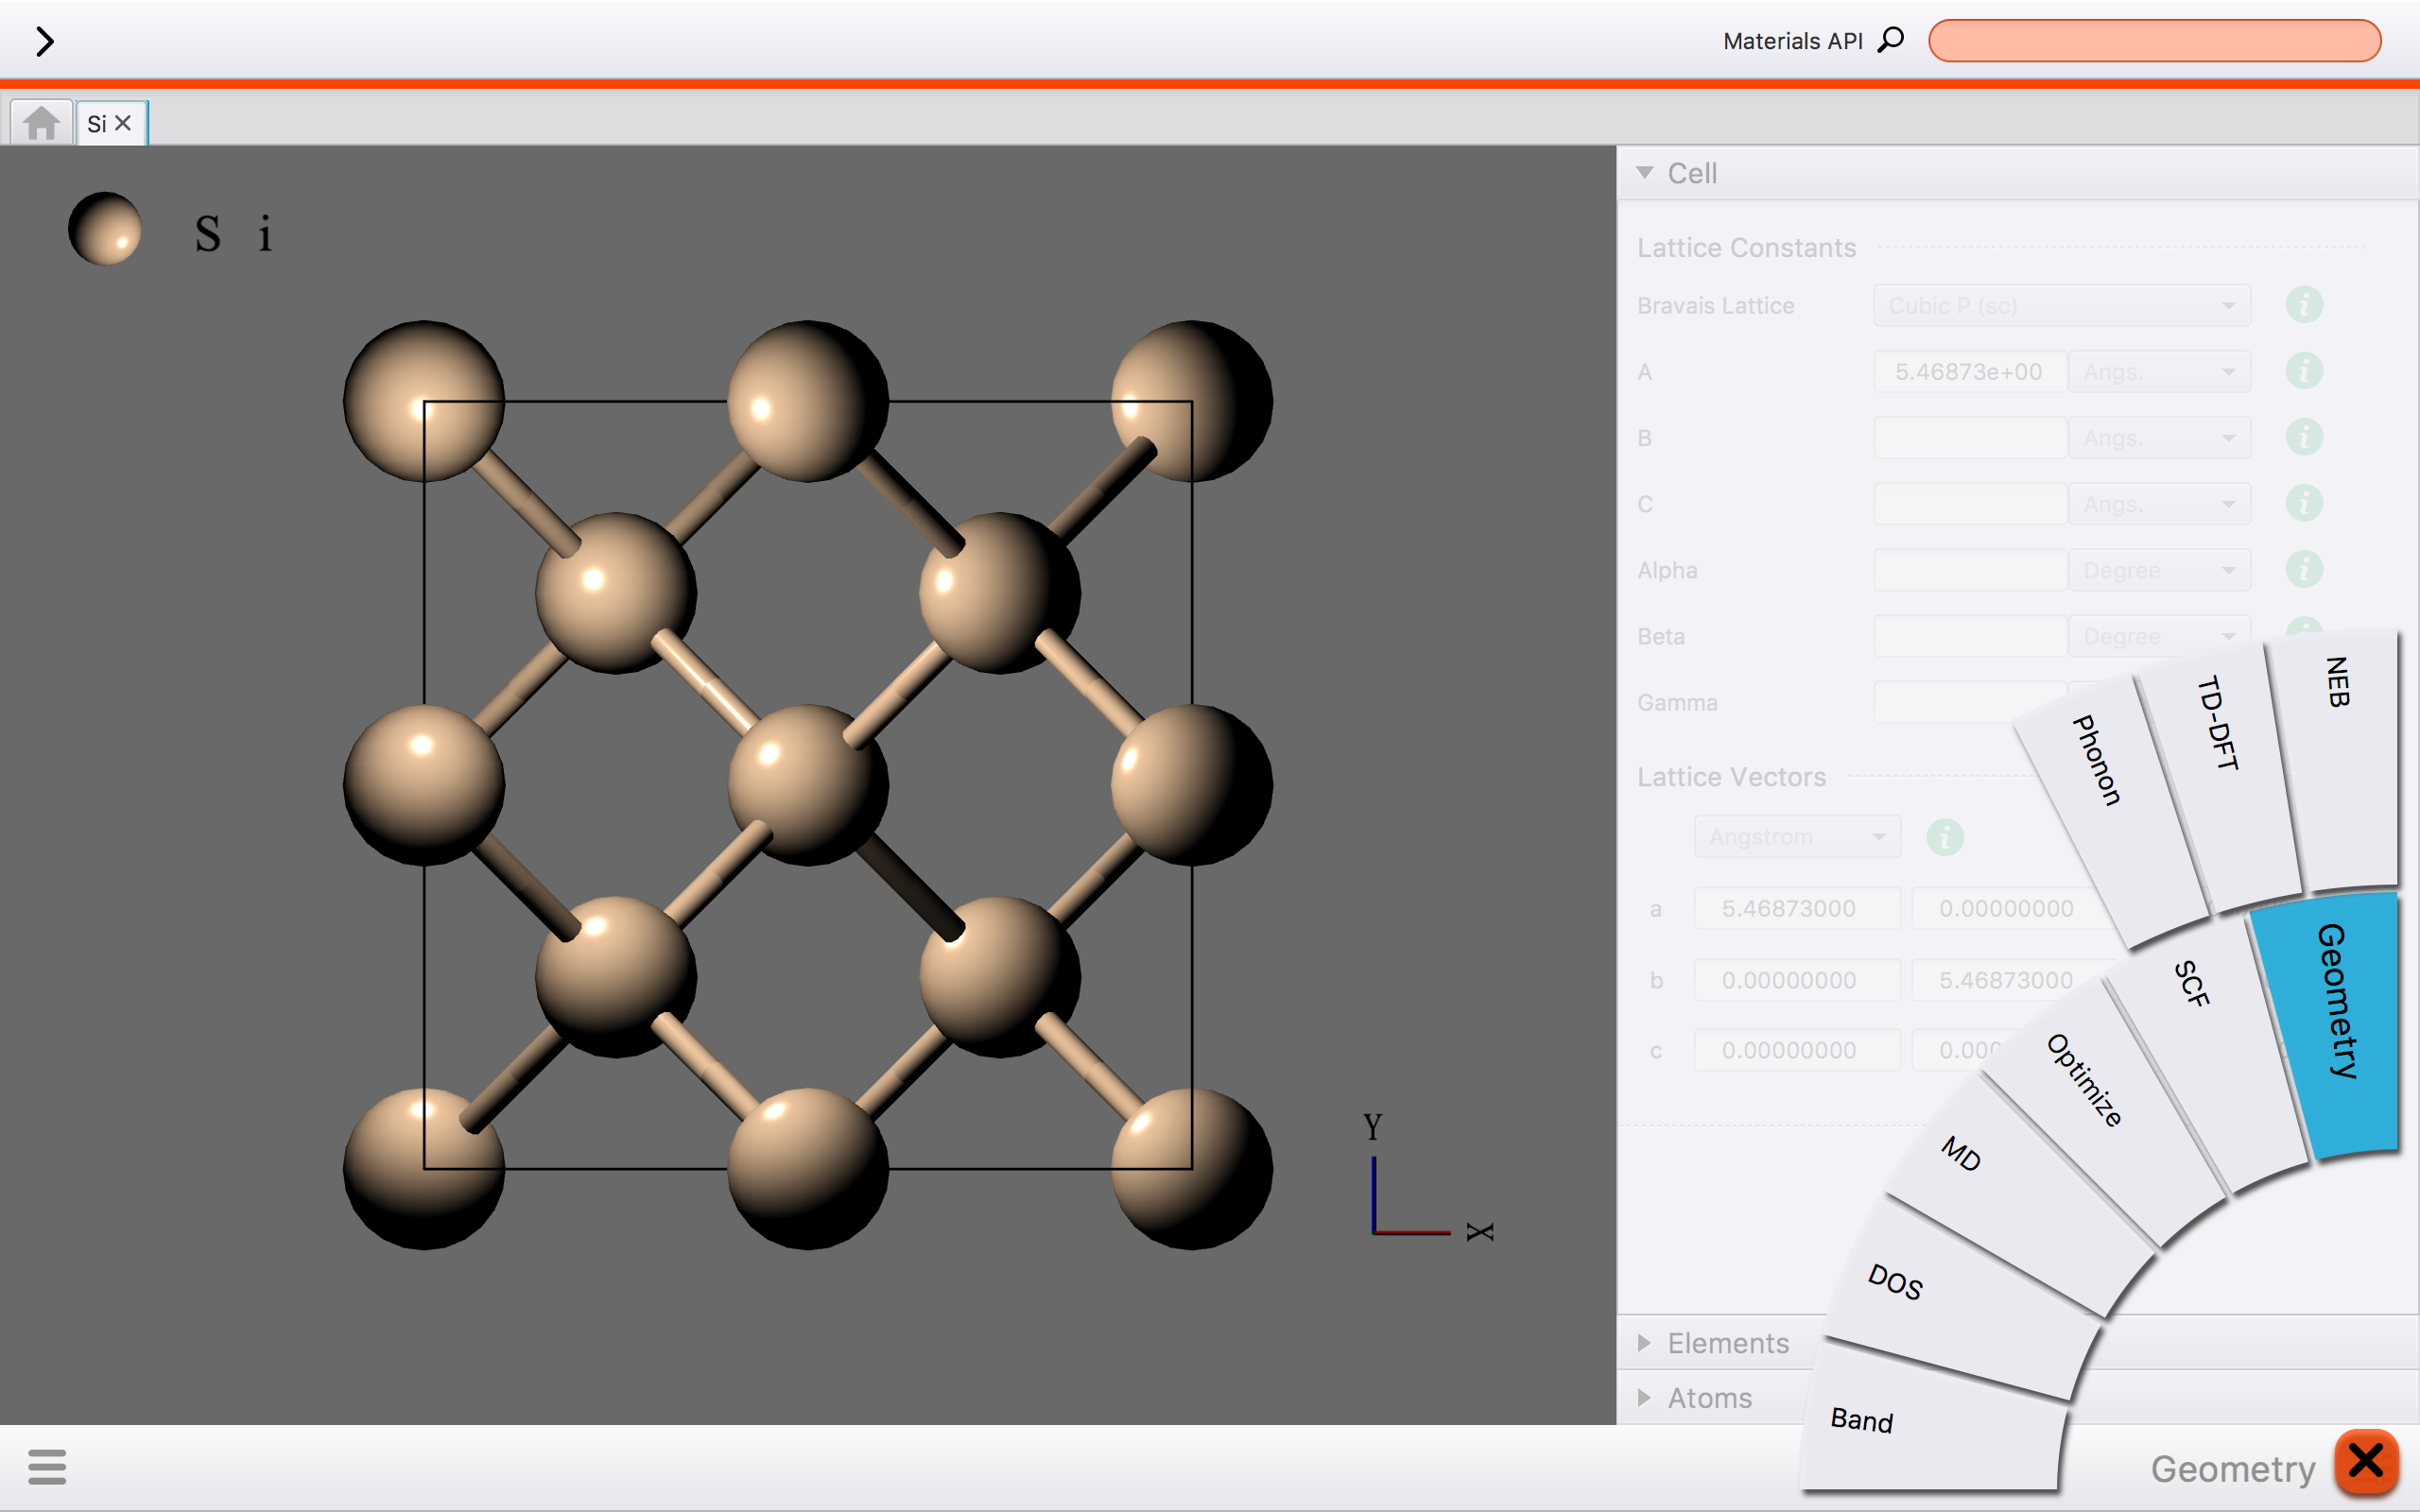 Materials API
Si
Si
Cell
Lattice Constants
Bravais Lattice Cubic P (sc)
A 5.46873e+00 Angs.
B Angs.
C Angs.
Alpha Degree
Beta Degree
Gamma
Lattice Vectors
Angstrom
a 5.46873000 0.00000000
b 0.00000000 5.46873000
c 0.00000000 0.000
Elements
Atoms
NEB
TD-DFT
Phonon
Geometry
SCF
Optimize
MD
DOS
Band
Y
X
Geometry